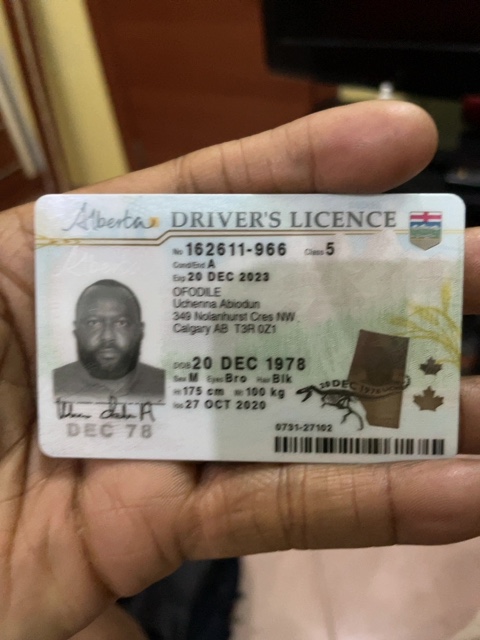 Alberta DRIVER'S LICENCE
No 162611-966 Class 5
Cond/End A
Exp 20 DEC 2023
OFODILE
Uchenna Abiodun
349 Nolanhurst Cres NW
Calgary AB T3R 0Z1
DOB 20 DEC 1978
Sex M Eyes Bro Hair Blk
Ht 175 cm Wt 100 kg
Iss 27 OCT 2020
20 DEC 1978
DEC 78
0731-27102